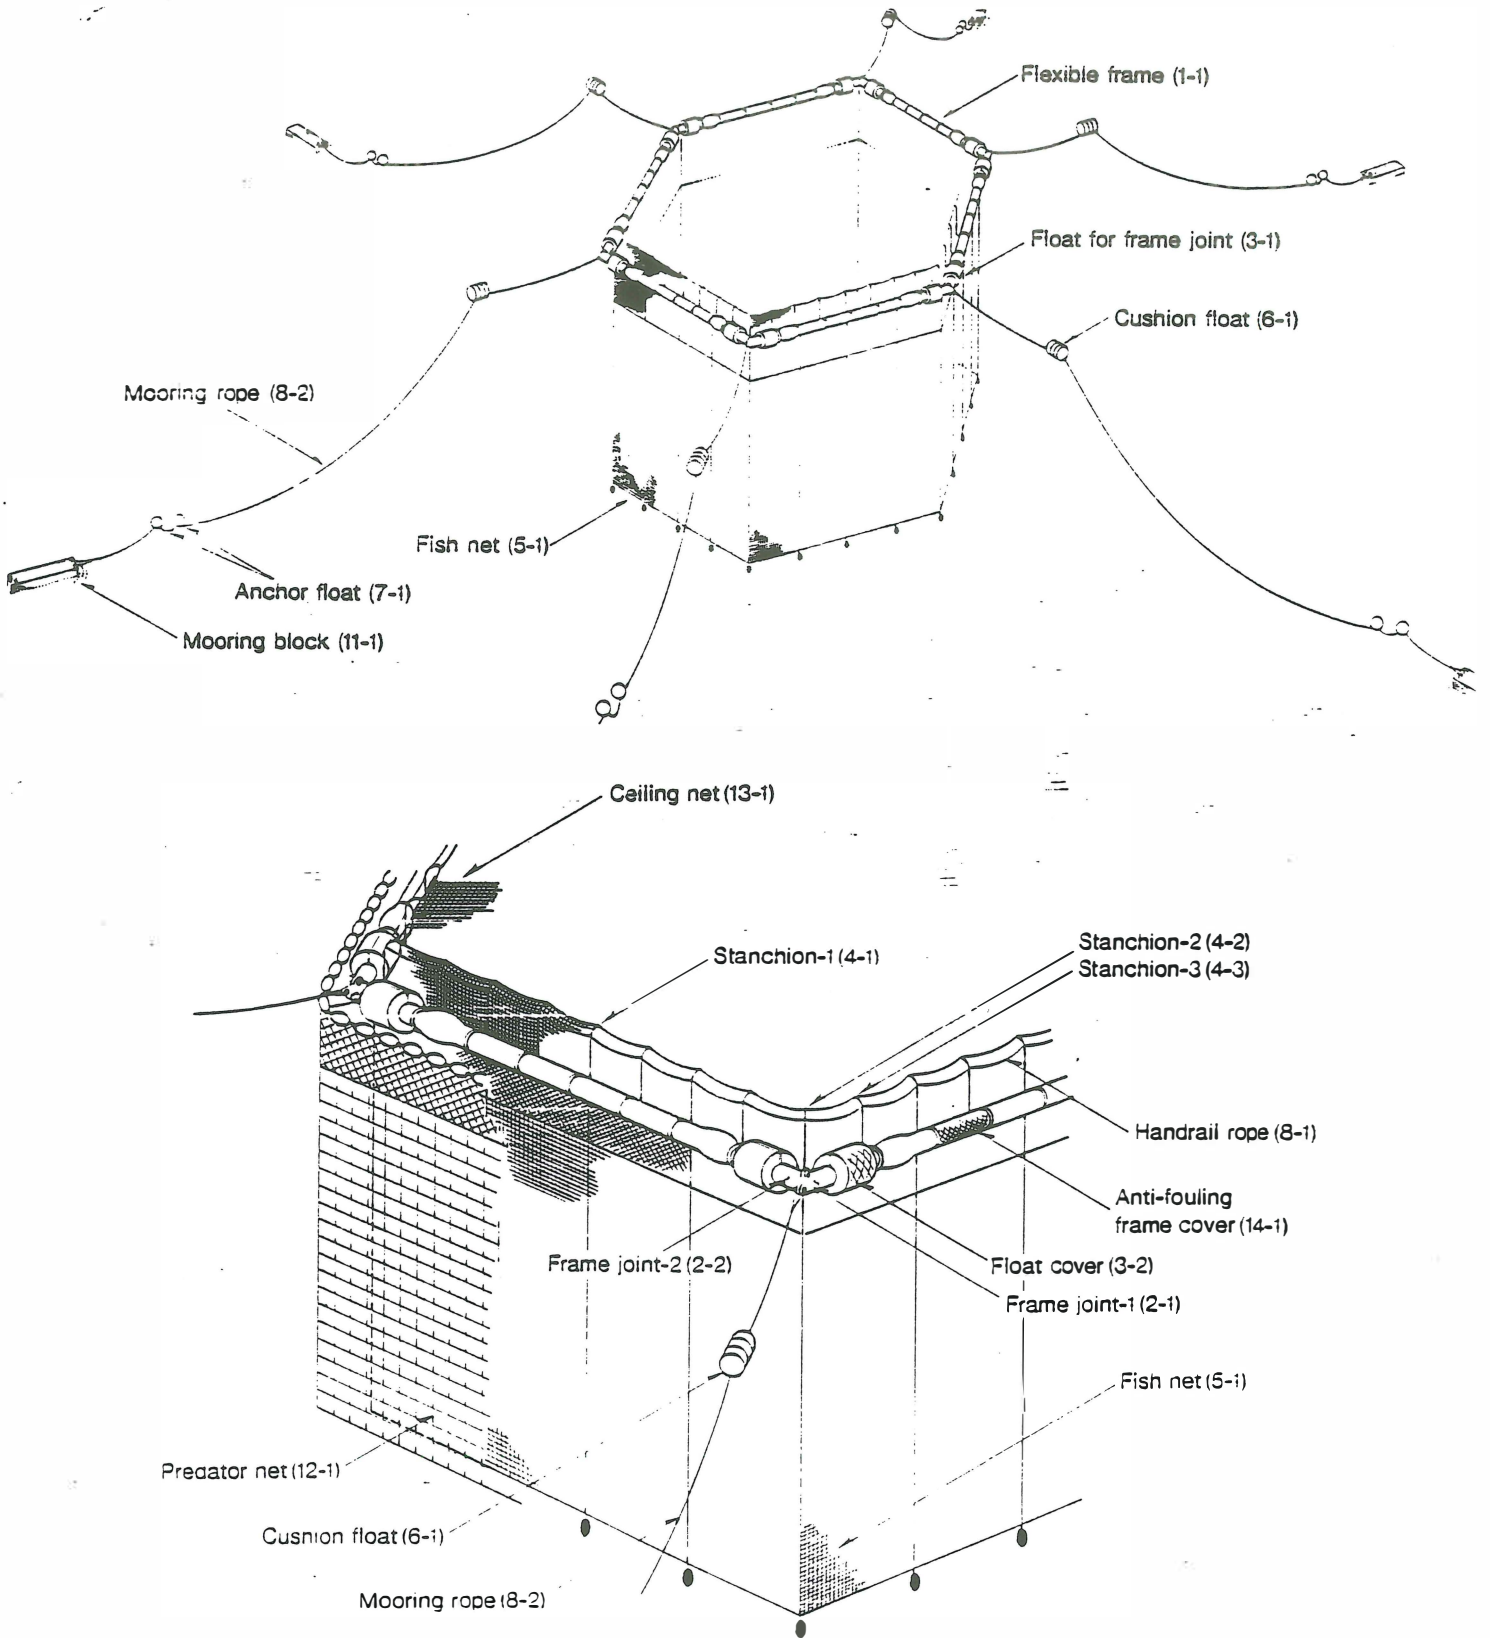 Flexible frame (1-1)
Float for frame joint (3-1)
Cushion float (6-1)
Mooring rope (8-2)
Fish net (5-1)
Anchor float (7-1)
Mooring block (11-1)
Ceiling net (13-1)
Stanchion-1 (4-1)
Stanchion-2 (4-2)
Stanchion-3 (4-3)
Handrail rope (8-1)
Anti-fouling
frame cover (14-1)
Frame joint-2 (2-2)
Float cover (3-2)
Frame joint-1 (2-1)
Fish net (5-1)
Predator net (12-1)
Cushion float (6-1)
Mooring rope (8-2)